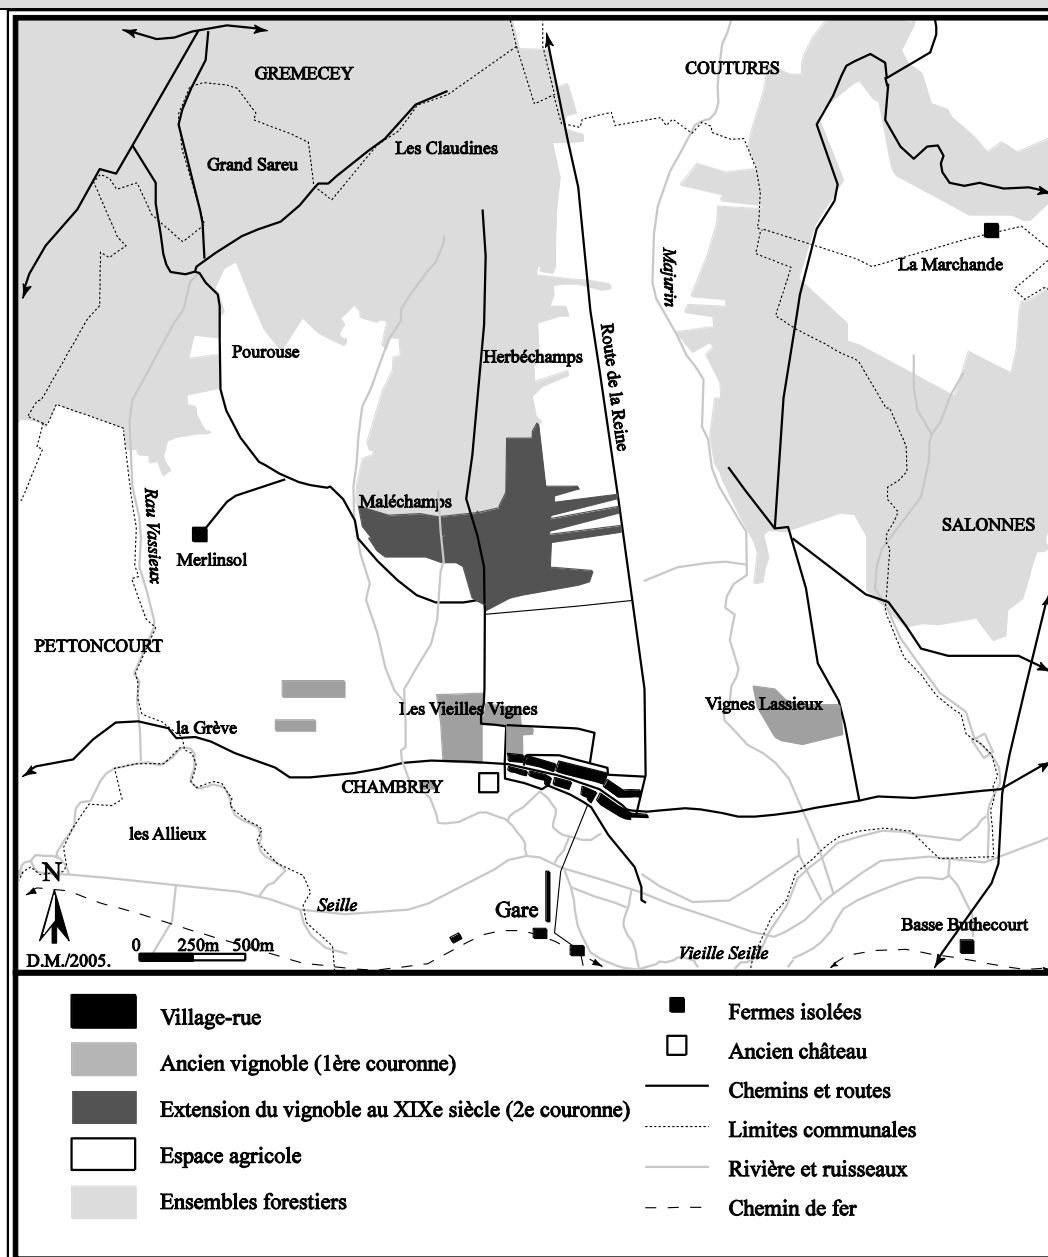 GREMECEY
COUTURES
Les Claudines
Grand Sareu
La Marchande
Majurin
Route de la Reine
Pourouse
Herbéchamps
Maléchamps
Rau Vassieux
SALONNES
Merlinsol
PETTONCOURT
Les Vieilles Vignes
Vignes Lassieux
la Grève
CHAMBREY
les Allieux
N
Seille
Gare
Basse Buthecourt
0 250m 500m
Vieille Seille
D.M./2005.
Village-rue
Ancien vignoble (1ère couronne)
Extension du vignoble au XIXe siècle (2e couronne)
Espace agricole
Ensembles forestiers
Fermes isolées
Ancien château
Chemins et routes
Limites communales
Rivière et ruisseaux
Chemin de fer